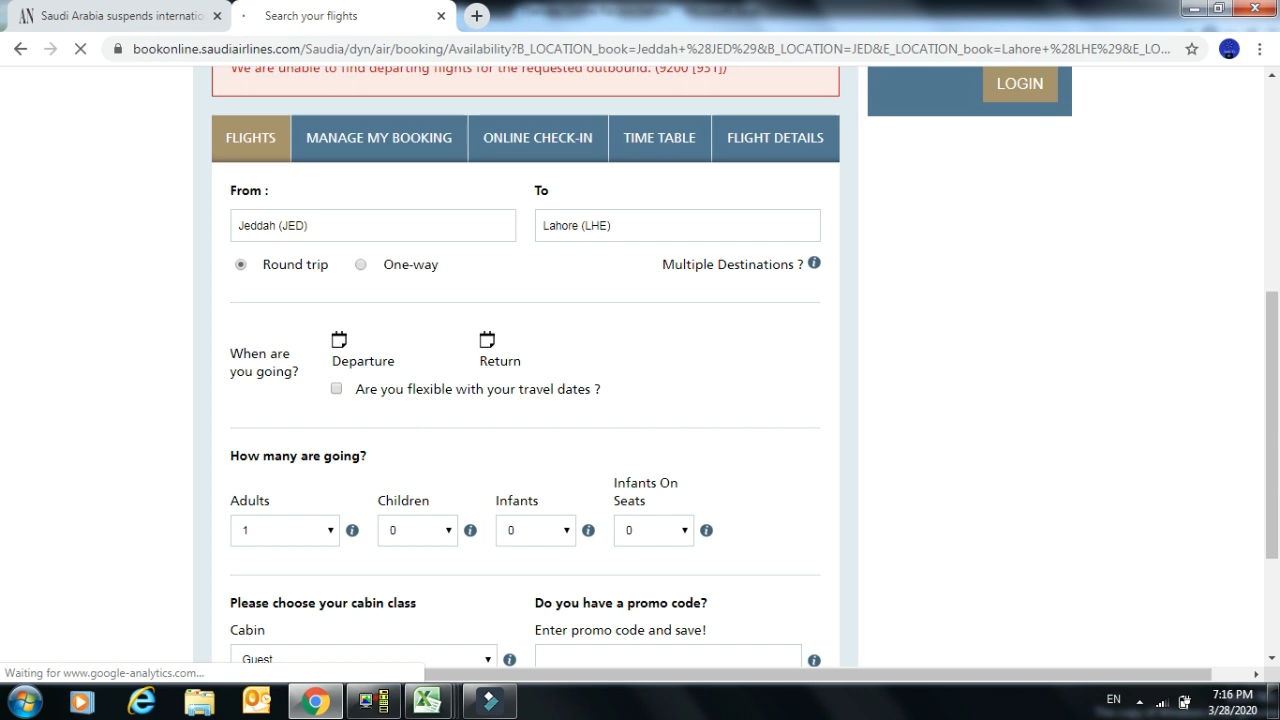 Saudi Arabia suspends internatio
Search your flights
bookonline.saudiairlines.com/Saudia/dyn/air/booking/Availability?B_LOCATION_book=Jeddah+%28JED%29&B_LOCATION=JED&E_LOCATION_book=Lahore+%28LHE%29&E_LO...
We are unable to find departing flights for the requested outbound. (9200 [931])
LOGIN
FLIGHTS MANAGE MY BOOKING ONLINE CHECK-IN TIME TABLE FLIGHT DETAILS
From : To
Jeddah (JED) Lahore (LHE)
Round trip One-way Multiple Destinations ?
When are
you going?
Departure Return
Are you flexible with your travel dates ?
How many are going?
Adults Children Infants Infants On
Seats
1 0 0 0
Please choose your cabin class Do you have a promo code?
Cabin Enter promo code and save!
Guest
Waiting for www.google-analytics.com...
EN 7:16 PM
3/28/2020